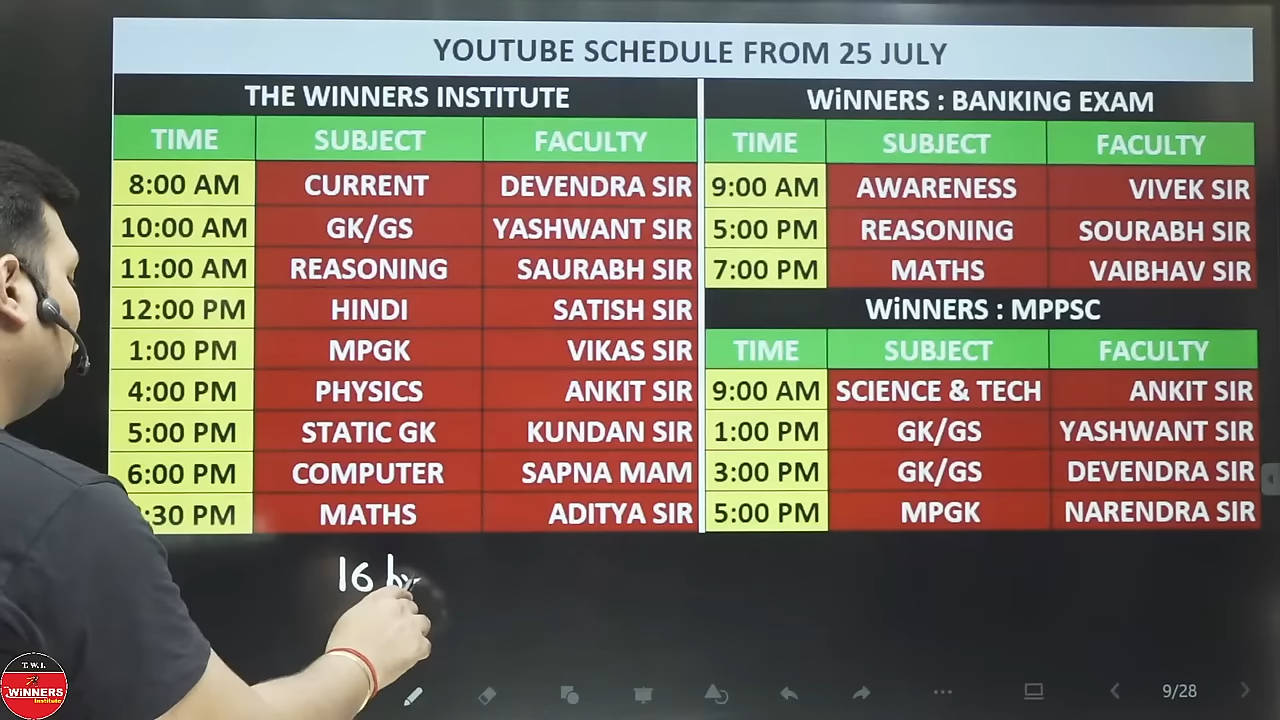 YOUTUBE SCHEDULE FROM 25 JULY
THE WINNERS INSTITUTE
TIME SUBJECT FACULTY
8:00 AM CURRENT DEVENDRA SIR
10:00 AM GK/GS YASHWANT SIR
11:00 AM REASONING SAURABH SIR
12:00 PM HINDI SATISH SIR
1:00 PM MPGK VIKAS SIR
4:00 PM PHYSICS ANKIT SIR
5:00 PM STATIC GK KUNDAN SIR
6:00 PM COMPUTER SAPNA MAM
:30 PM MATHS ADITYA SIR
WiNNERS : BANKING EXAM
TIME SUBJECT FACULTY
9:00 AM AWARENESS VIVEK SIR
5:00 PM REASONING SOURABH SIR
7:00 PM MATHS VAIBHAV SIR
WiNNERS : MPPSC
TIME SUBJECT FACULTY
9:00 AM SCIENCE & TECH ANKIT SIR
1:00 PM GK/GS YASHWANT SIR
3:00 PM GK/GS DEVENDRA SIR
5:00 PM MPGK NARENDRA SIR
16
T.W.I.
WiNNERS
Institute
9/28